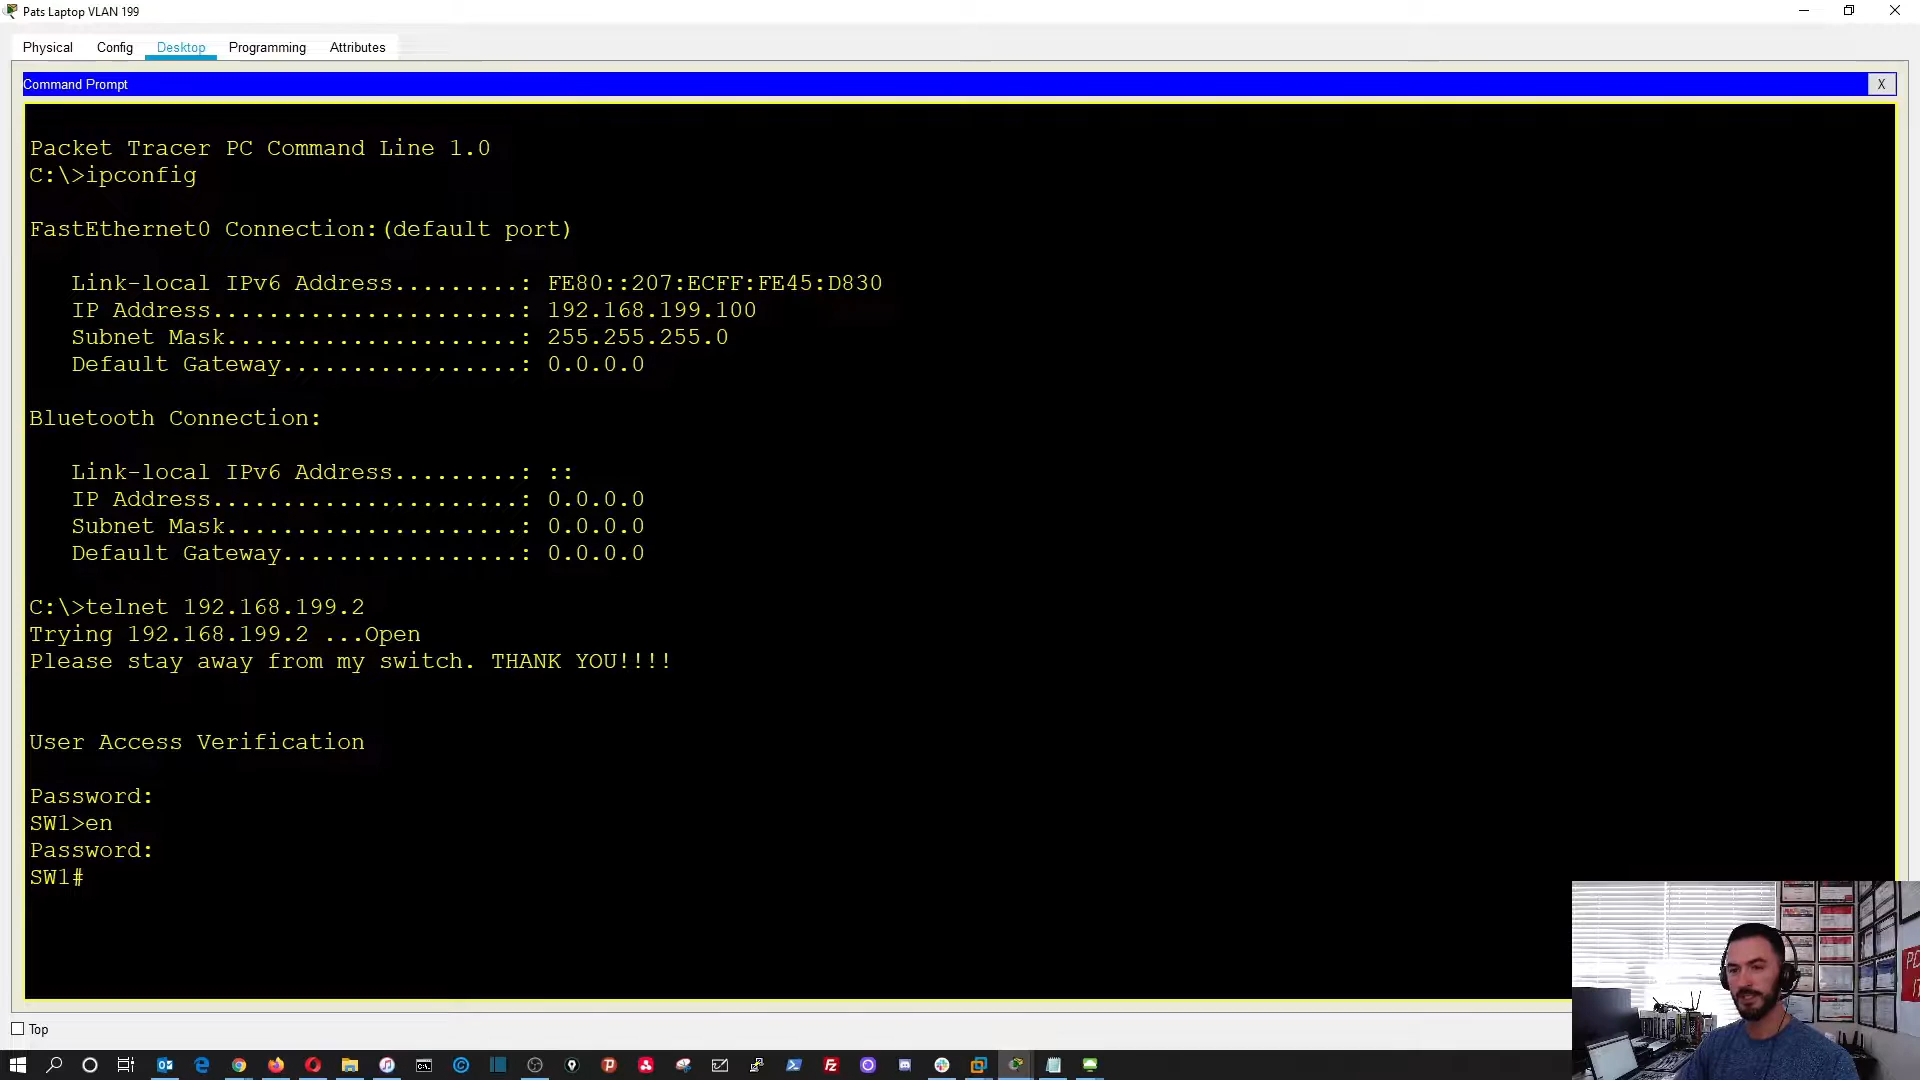 Pats Laptop VLAN 199
Physical Config Desktop Programming Attributes
Command Prompt
X
Packet Tracer PC Command Line 1.0
C:\>ipconfig
FastEthernet0 Connection:(default port)
Link-local IPv6 Address.........: FE80::207:ECFF:FE45:D830
IP Address......................: 192.168.199.100
Subnet Mask.....................: 255.255.255.0
Default Gateway.................: 0.0.0.0
Bluetooth Connection:
Link-local IPv6 Address.........: ::
IP Address......................: 0.0.0.0
Subnet Mask.....................: 0.0.0.0
Default Gateway.................: 0.0.0.0
C:\>telnet 192.168.199.2
Trying 192.168.199.2 ...Open
Please stay away from my switch. THANK YOU!!!!
User Access Verification
Password:
SW1>en
Password:
SW1#
Top